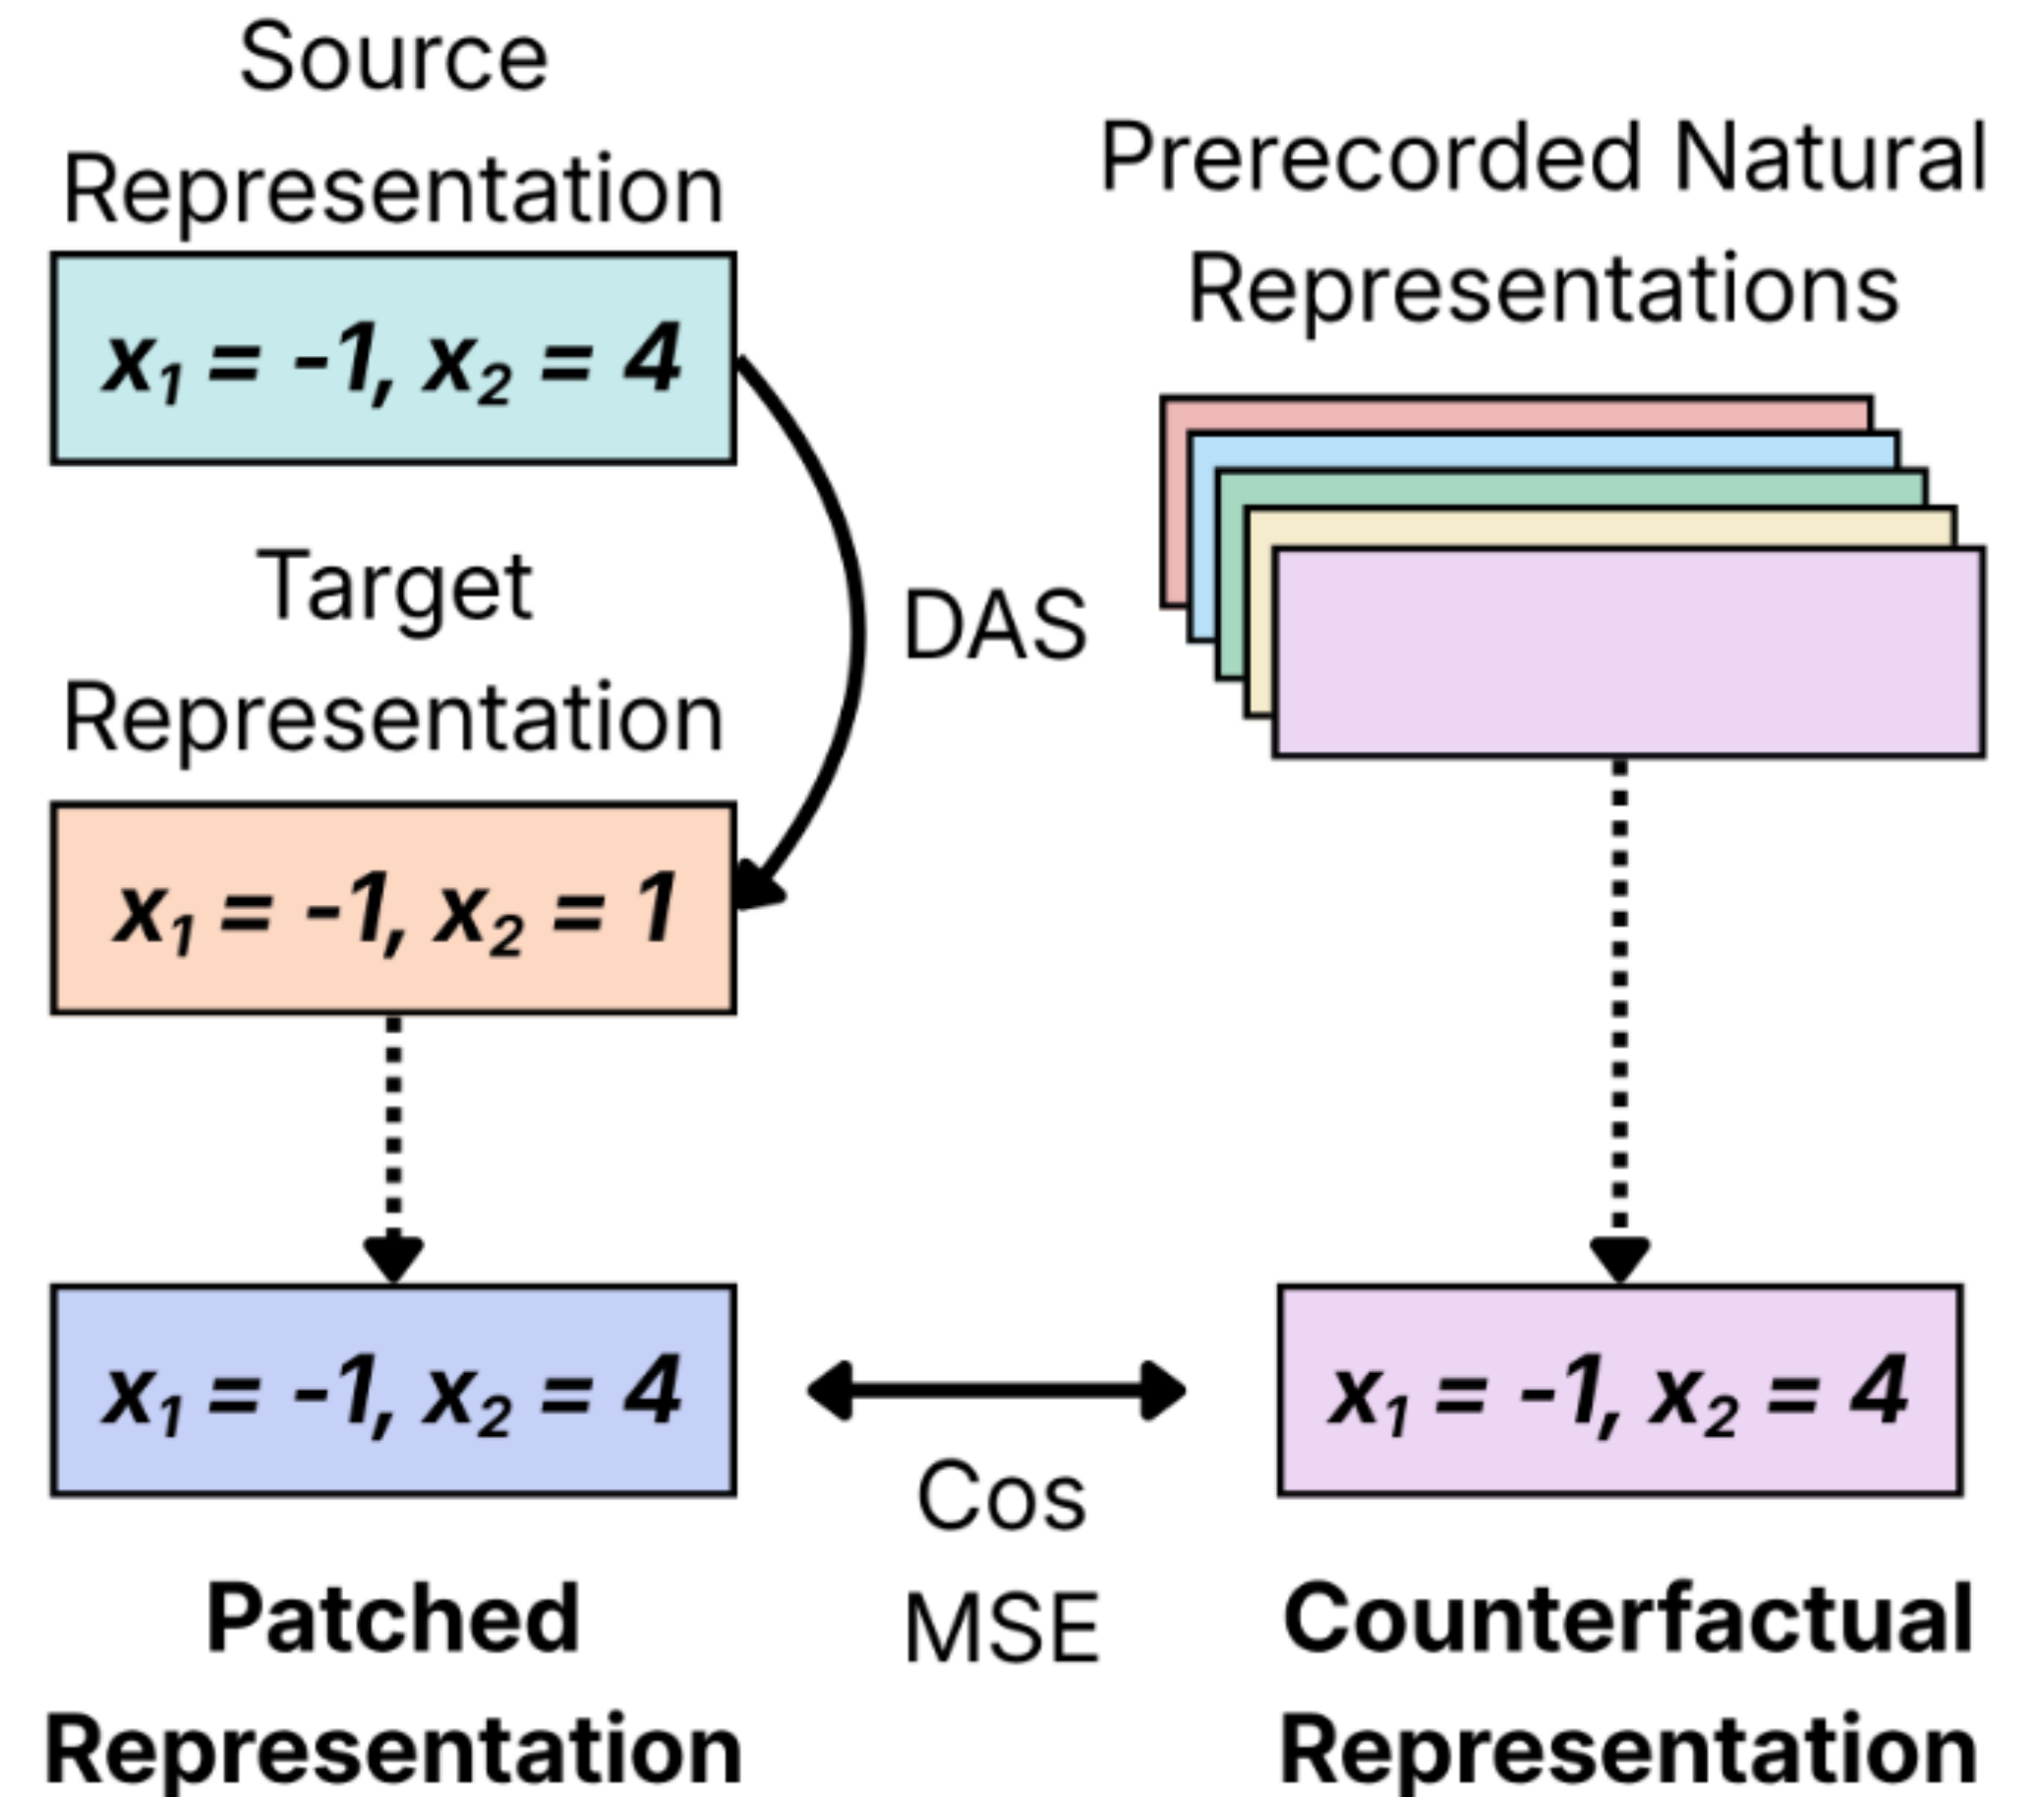 Source
Representation
x₁ = -1, x₂ = 4
Target
Representation
x₁ = -1, x₂ = 1
DAS
Prerecorded Natural
Representations
x₁ = -1, x₂ = 4
Patched
Representation
Cos
MSE
x₁ = -1, x₂ = 4
Counterfactual
Representation